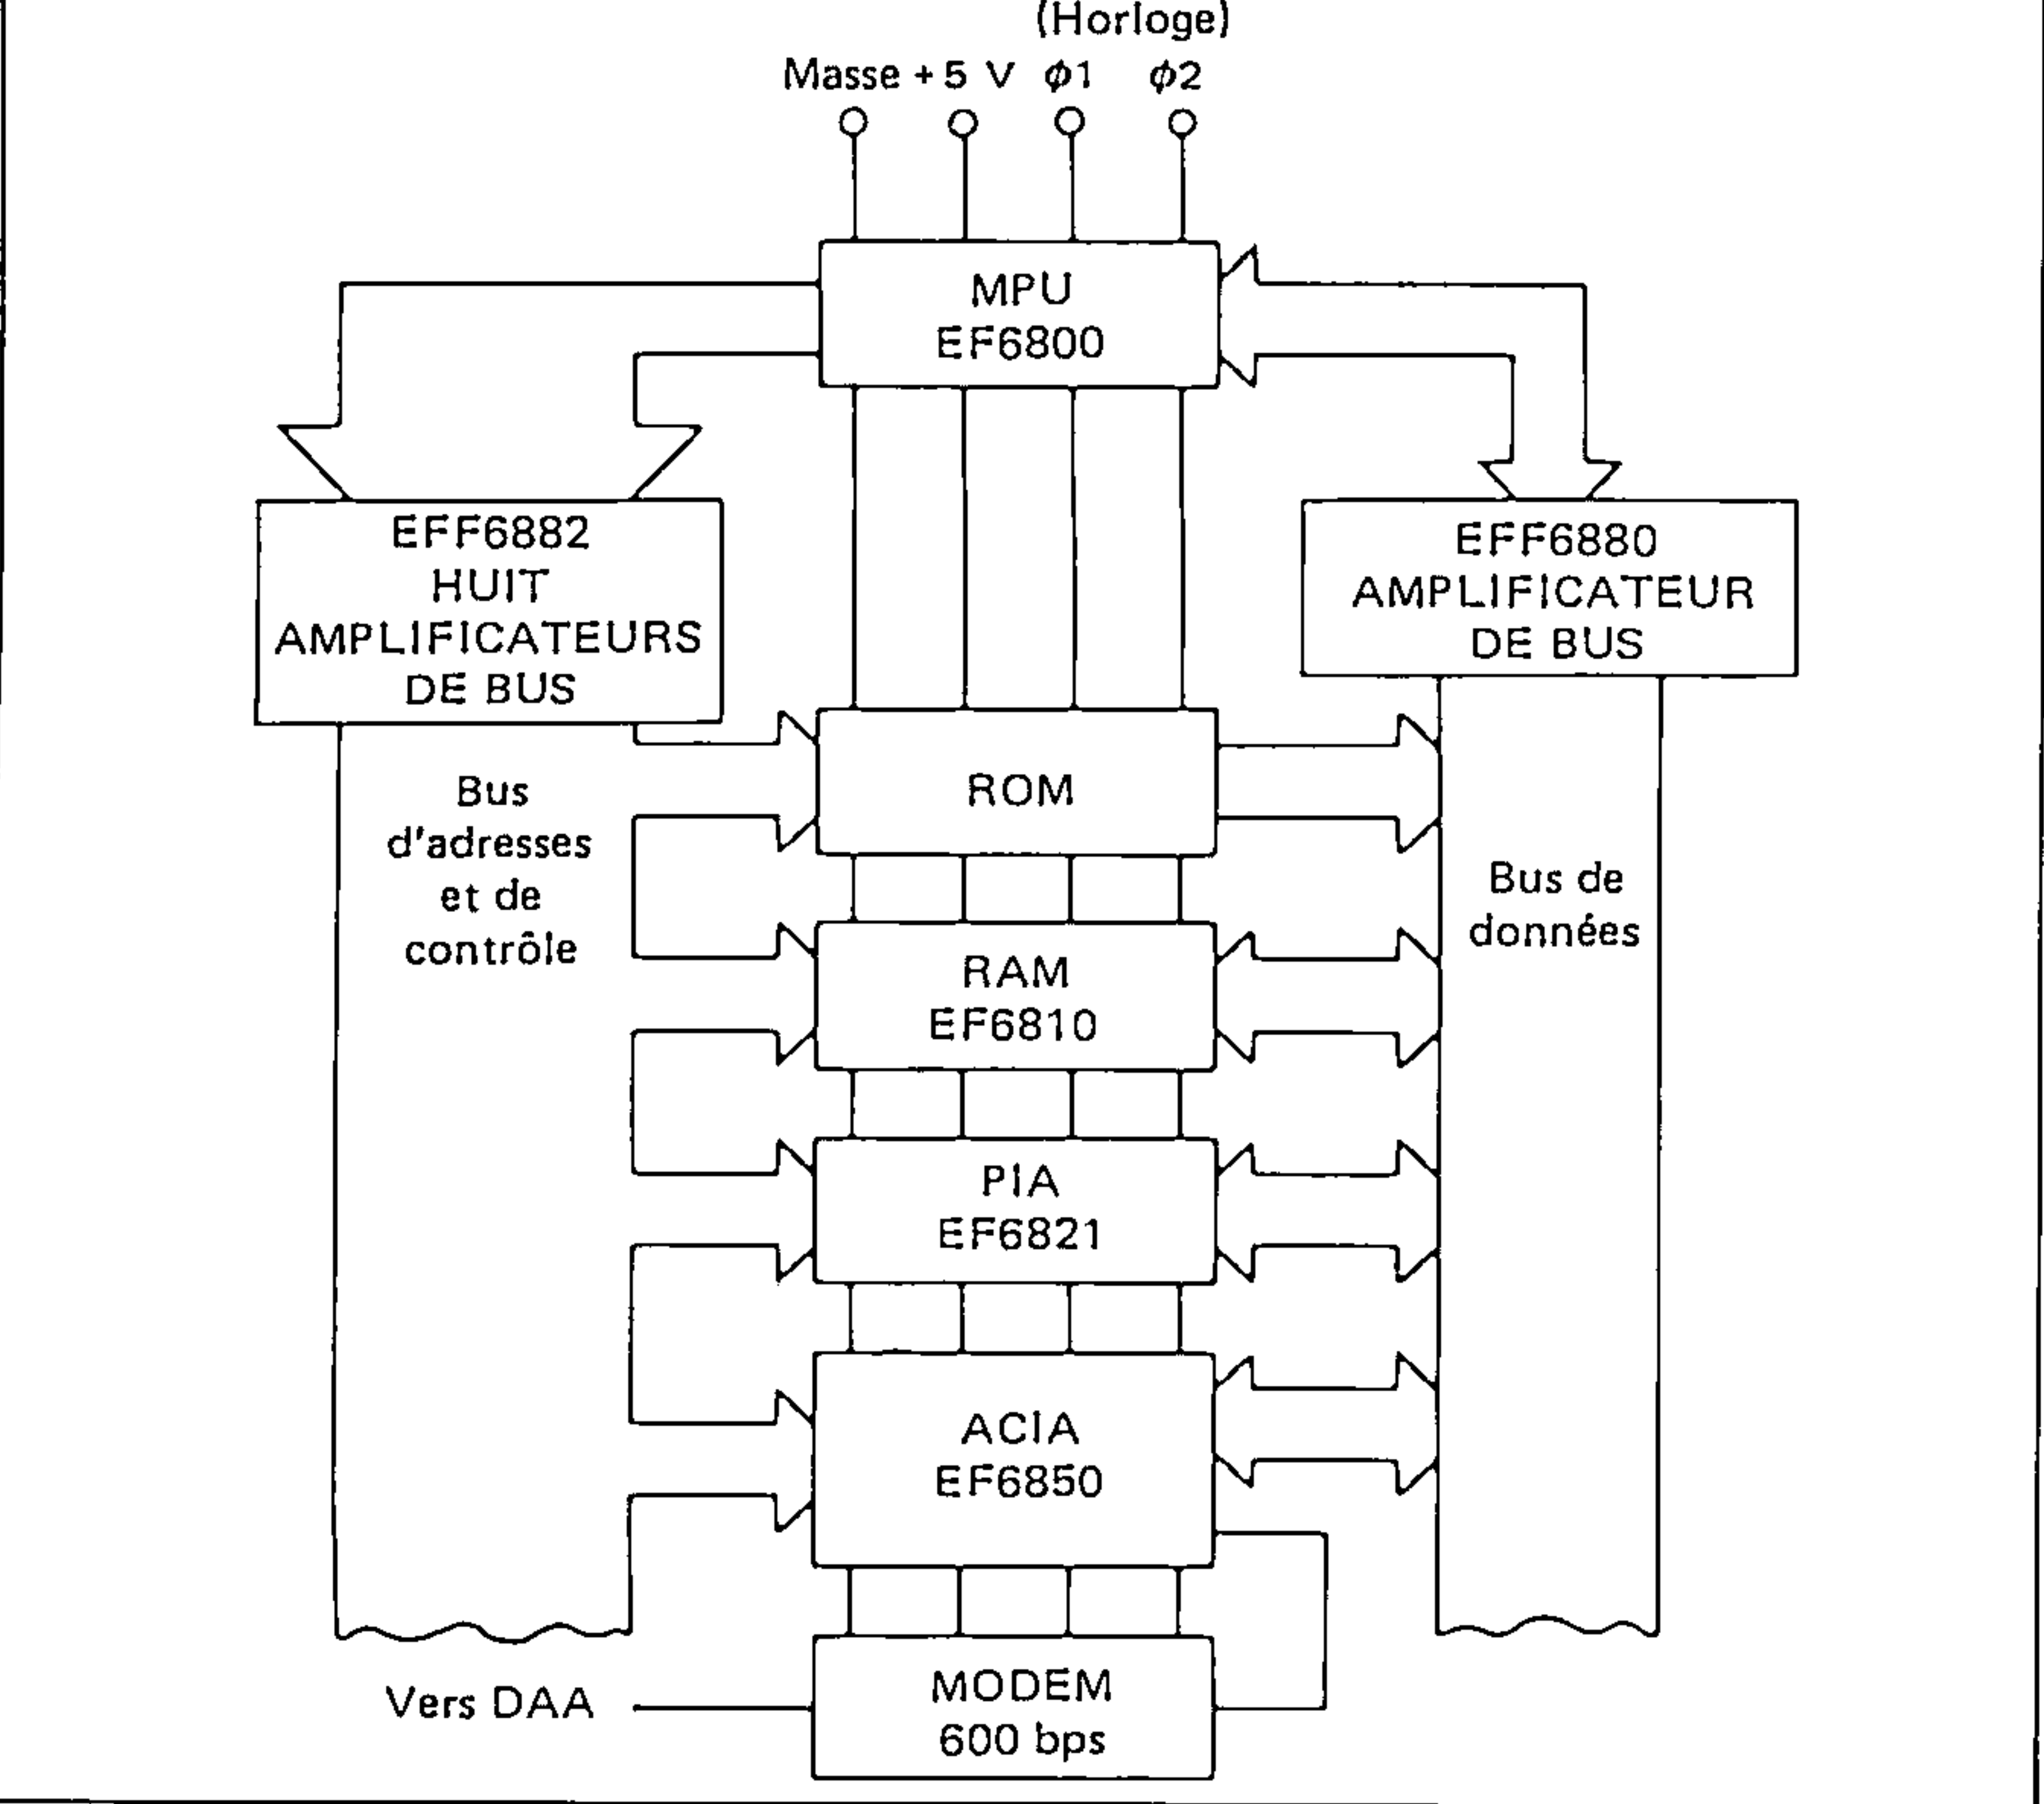 (Horloge)
Masse + 5 V ϕ1 ϕ2
MPU
EF6800
EFF6882
HUIT
AMPLIFICATEURS
DE BUS
EFF6880
AMPLIFICATEUR
DE BUS
Bus
d'adresses
et de
contrôle
ROM
Bus de
données
RAM
EF6810
PIA
EF6821
ACIA
EF6850
Vers DAA
MODEM
600 bps